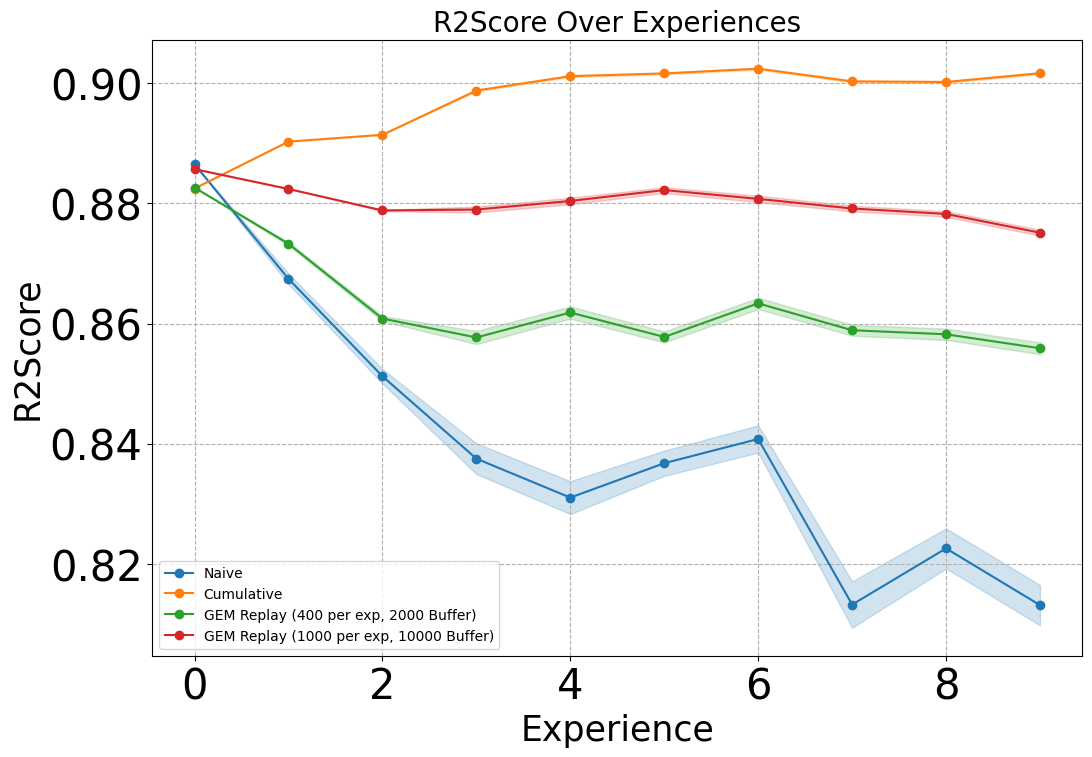 R2Score Over Experiences
0.90
0.88
0.86
0.84
0.82
R2Score
Naive
Cumulative
GEM Replay (400 per exp, 2000 Buffer)
GEM Replay (1000 per exp, 10000 Buffer)
0 2 4 6 8
Experience